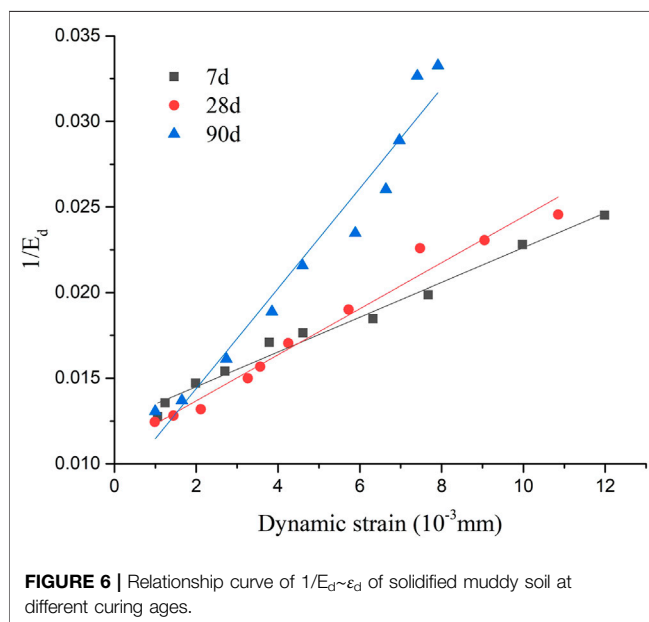 0.035
0.030
0.025
0.020
0.015
0.010
1/E_d
7d
28d
90d
0 2 4 6 8 10 12
Dynamic strain (10⁻³mm)
FIGURE 6 | Relationship curve of 1/E_d~ε_d of solidified muddy soil at
different curing ages.